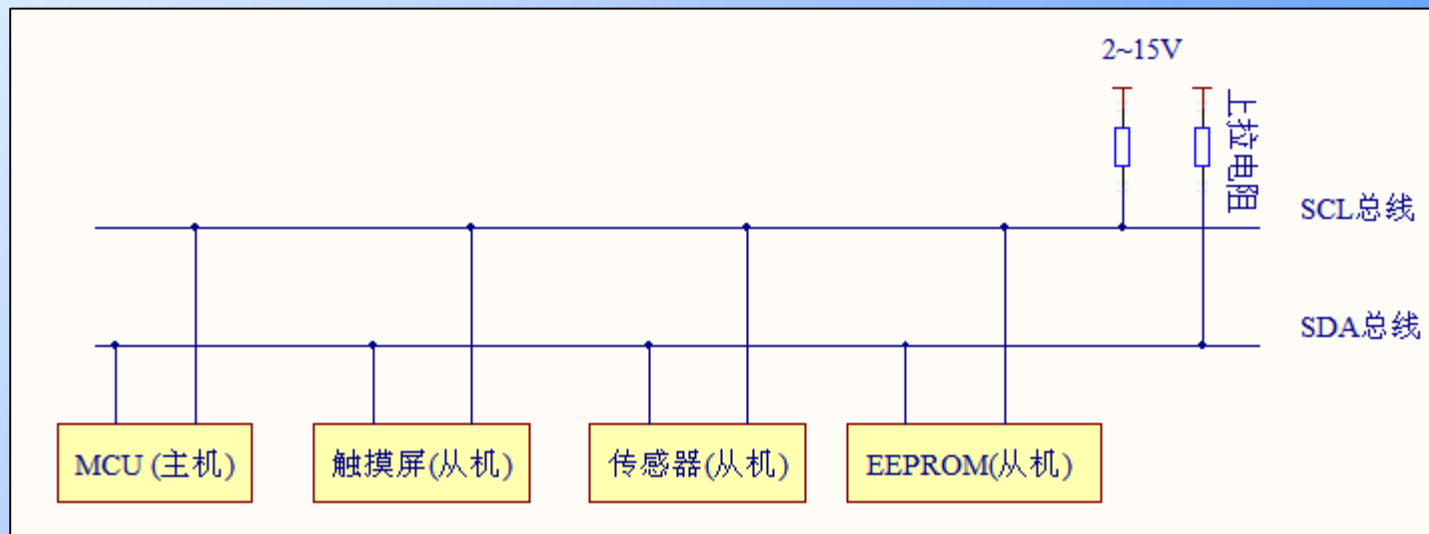 2~15V
上拉电阻
SCL总线
SDA总线
MCU (主机)
触摸屏(从机)
传感器(从机)
EEPROM(从机)